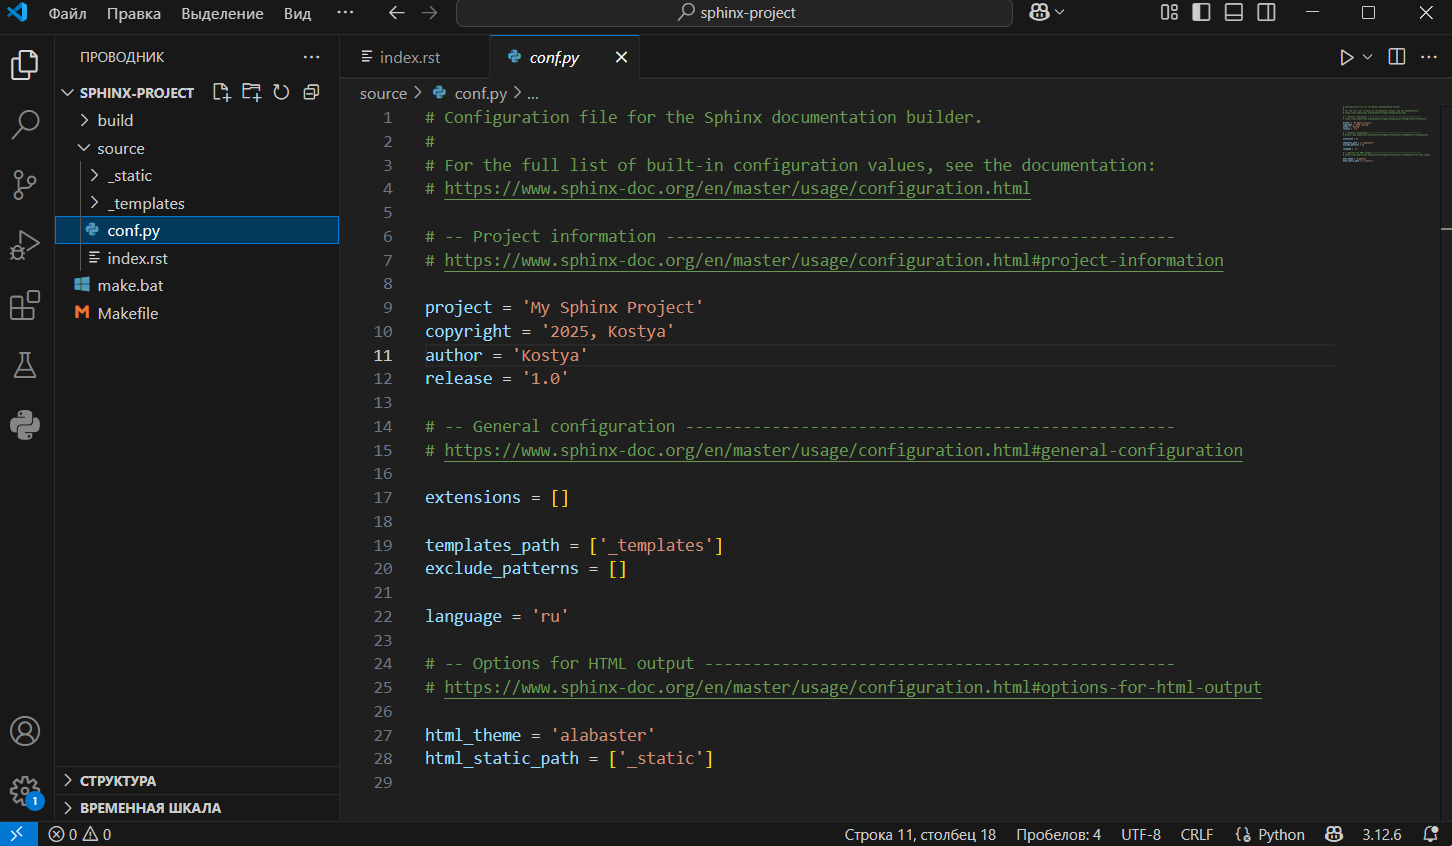 Файл Правка Выделение Вид ··· sphinx-project
ПРОВОДНИК ···
index.rst
conf.py
SPHINX-PROJECT
build
source
_static
_templates
conf.py
index.rst
make.bat
Makefile
source > conf.py > ...
1 # Configuration file for the Sphinx documentation builder.
2 #
3 # For the full list of built-in configuration values, see the documentation:
4 # https://www.sphinx-doc.org/en/master/usage/configuration.html
5
6 # -- Project information -----------------------------------------------------
7 # https://www.sphinx-doc.org/en/master/usage/configuration.html#project-information
8
9 project = 'My Sphinx Project'
10 copyright = '2025, Kostya'
11 author = 'Kostya'
12 release = '1.0'
13
14 # -- General configuration ---------------------------------------------------
15 # https://www.sphinx-doc.org/en/master/usage/configuration.html#general-configuration
16
17 extensions = []
18
19 templates_path = ['_templates']
20 exclude_patterns = []
21
22 language = 'ru'
23
24 # -- Options for HTML output -------------------------------------------------
25 # https://www.sphinx-doc.org/en/master/usage/configuration.html#options-for-html-output
26
27 html_theme = 'alabaster'
28 html_static_path = ['_static']
29
СТРУКТУРА
ВРЕМЕННАЯ ШКАЛА
1
0 0 Строка 11, столбец 18 Пробелов: 4 UTF-8 CRLF Python 3.12.6